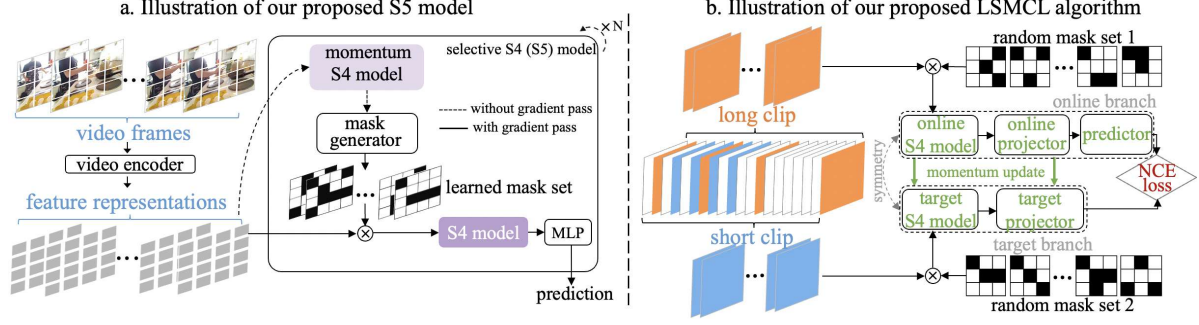 a. Illustration of our proposed S5 model
×N
selective S4 (S5) model
momentum
S4 model
without gradient pass
with gradient pass
mask
generator
video frames
video encoder
learned mask set
feature representations
S4 model
MLP
prediction
b. Illustration of our proposed LSMCL algorithm
random mask set 1
online branch
long clip
online
S4 model
online
projector
predictor
symmetry
momentum update
NCE
loss
target
S4 model
target
projector
short clip
target branch
random mask set 2